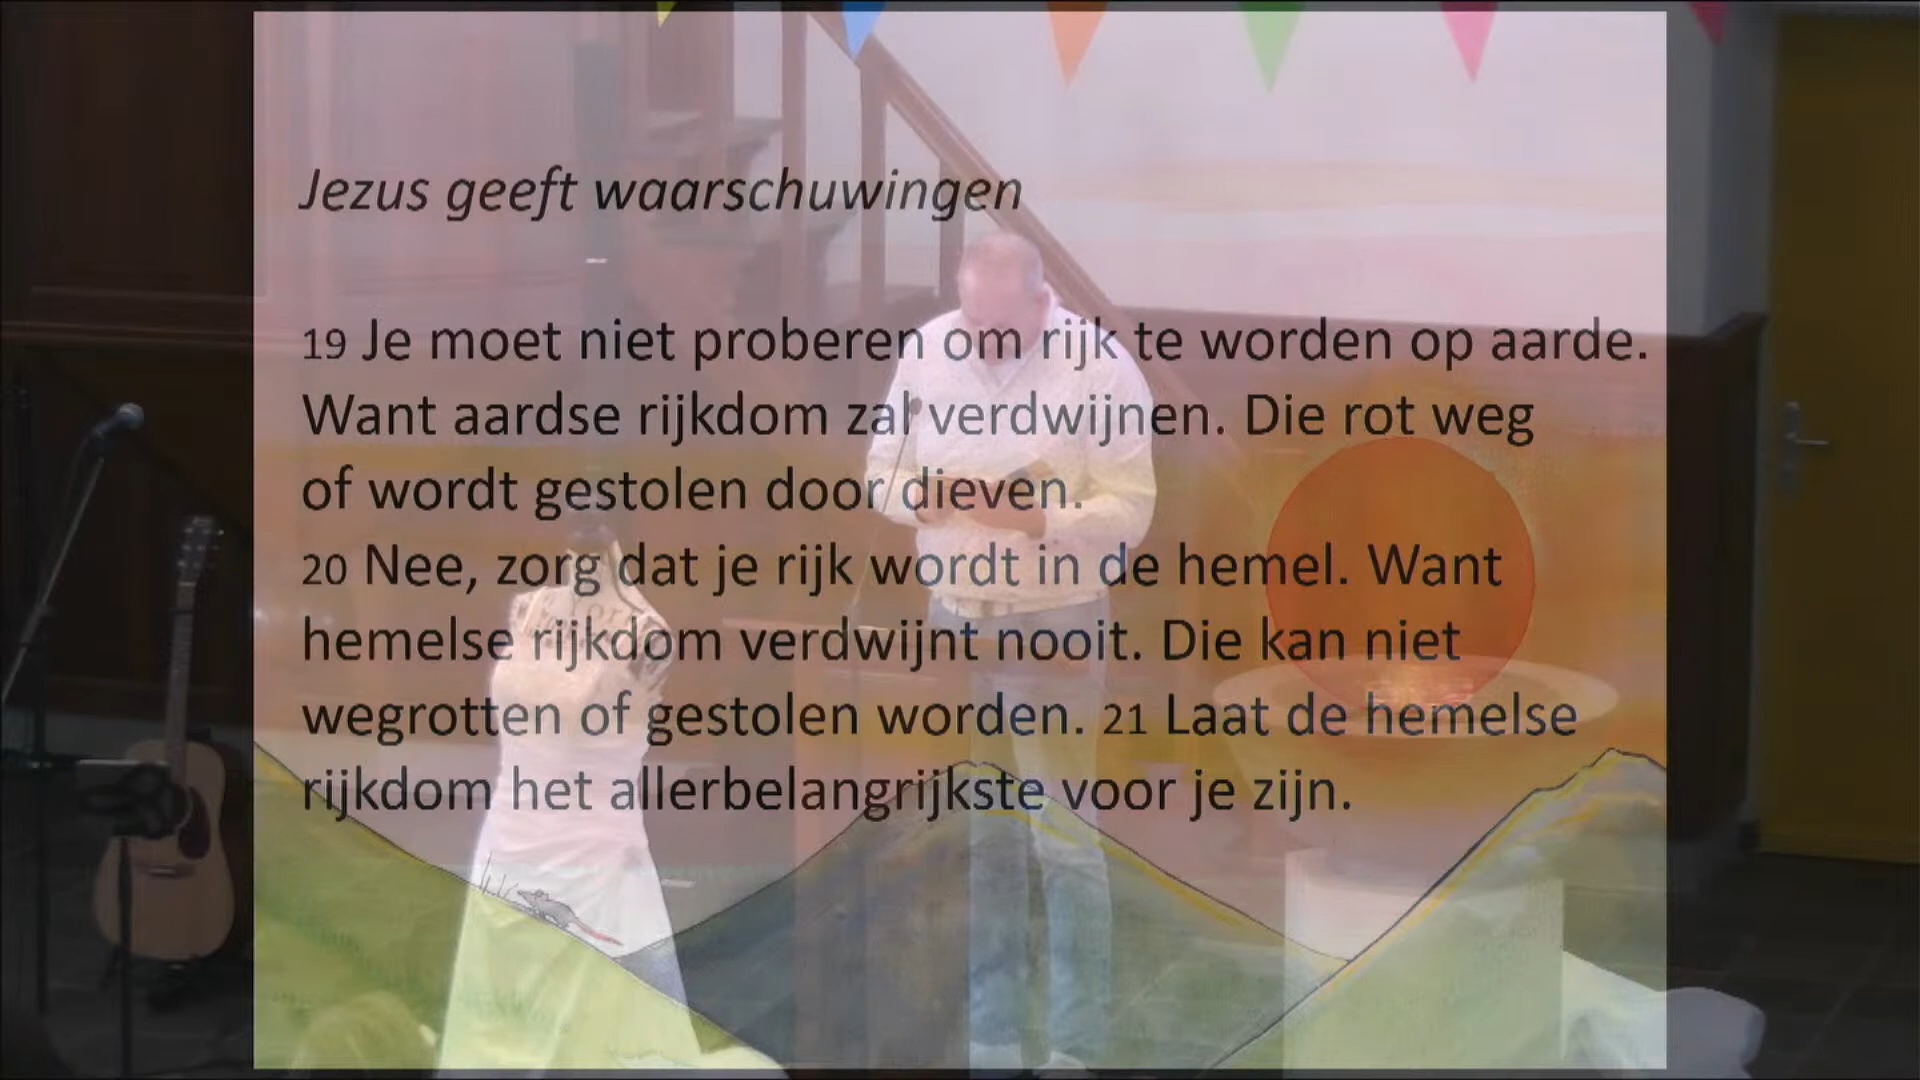 Jezus geeft waarschuwingen
19 Je moet niet proberen om rijk te worden op aarde.
Want aardse rijkdom zal verdwijnen. Die rot weg
of wordt gestolen door dieven.
20 Nee, zorg dat je rijk wordt in de hemel. Want
hemelse rijkdom verdwijnt nooit. Die kan niet
wegrotten of gestolen worden. 21 Laat de hemelse
rijkdom het allerbelangrijkste voor je zijn.